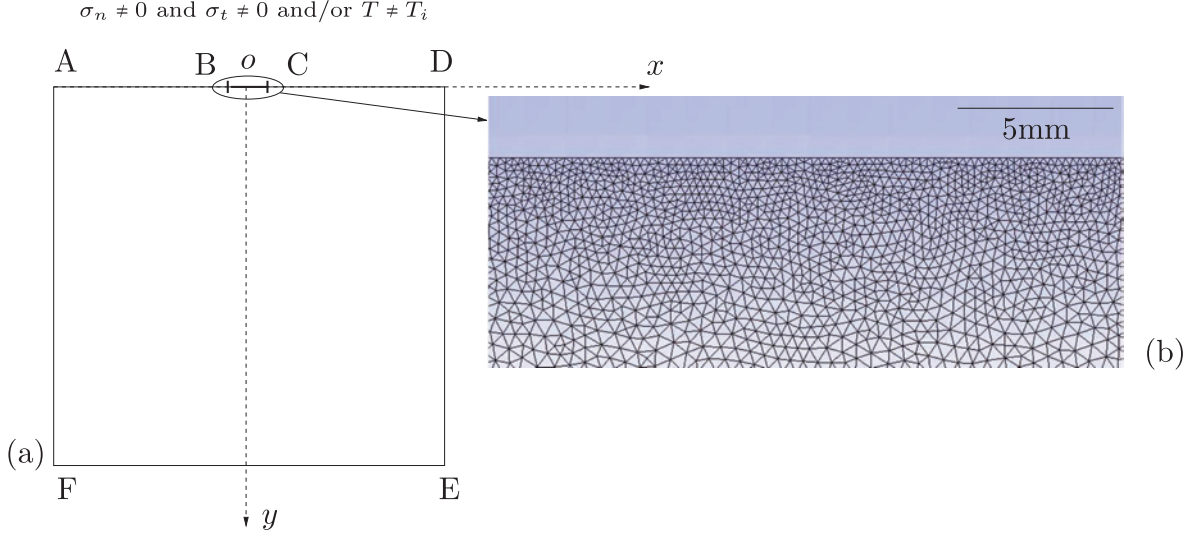 σₙ ≠ 0 and σₜ ≠ 0 and/or T ≠ Tᵢ
A B o C D x
5mm
(b)
(a)
F E
y